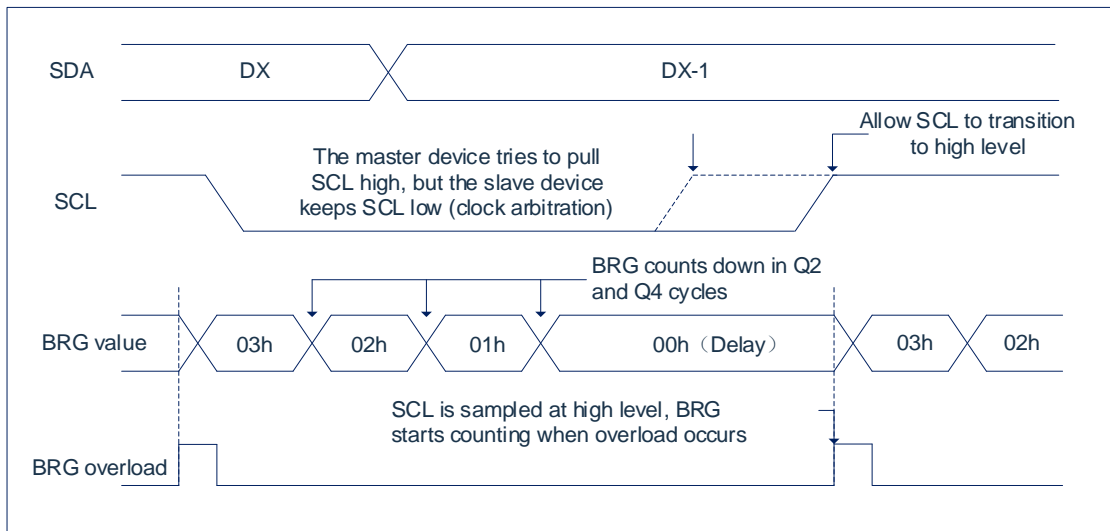 SDA
DX
DX-1
Allow SCL to transition
to high level
The master device tries to pull
SCL high, but the slave device
keeps SCL low (clock arbitration)
SCL
BRG counts down in Q2
and Q4 cycles
BRG value
03h
02h
01h
00h（Delay）
03h
02h
SCL is sampled at high level, BRG
starts counting when overload occurs
BRG overload